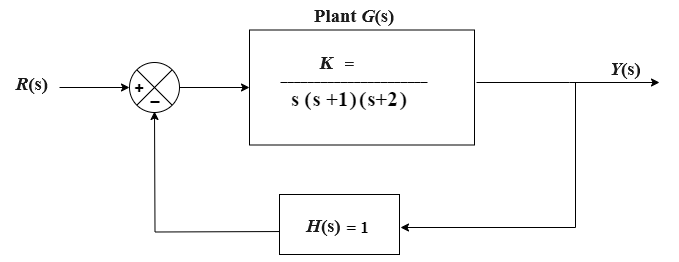 Plant G(s)
K =
s (s +1)(s+2)
R(s)
+
−
Y(s)
H(s) = 1